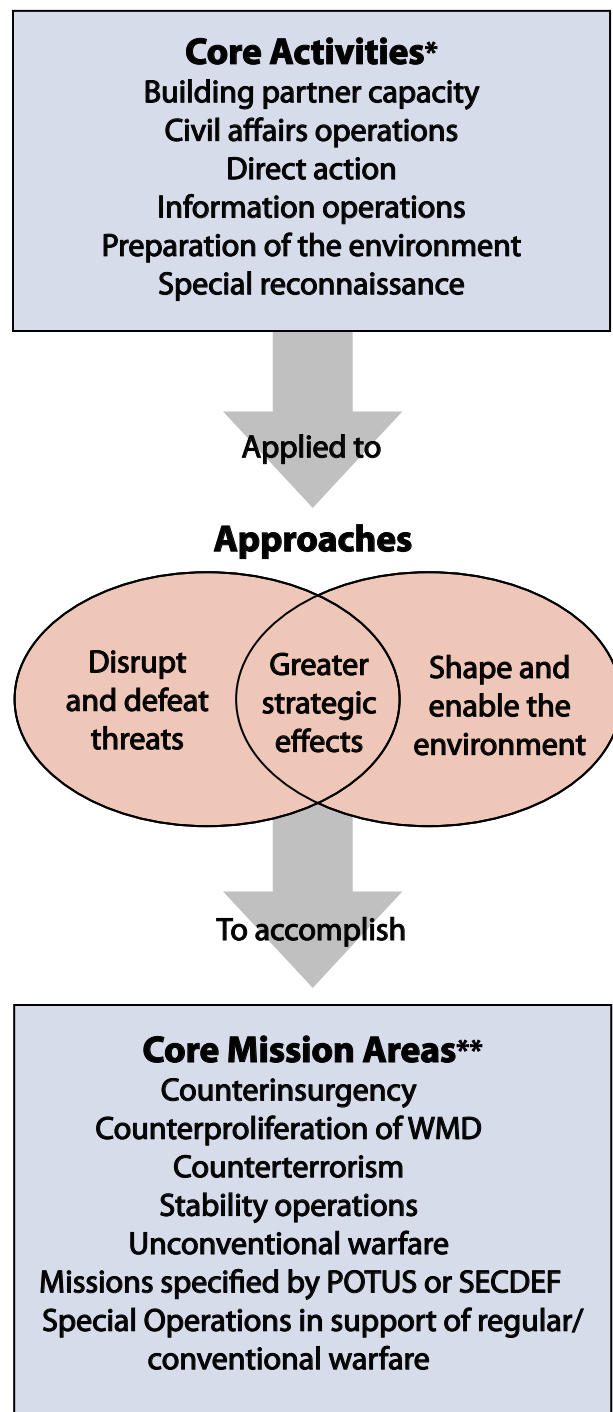 Core Activities*
Building partner capacity
Civil affairs operations
Direct action
Information operations
Preparation of the environment
Special reconnaissance
Applied to
Approaches
Disrupt
and defeat
threats
Greater
strategic
effects
Shape and
enable the
environment
To accomplish
Core Mission Areas**
Counterinsurgency
Counterproliferation of WMD
Counterterrorism
Stability operations
Unconventional warfare
Missions specified by POTUS or SECDEF
Special Operations in support of regular/
conventional warfare